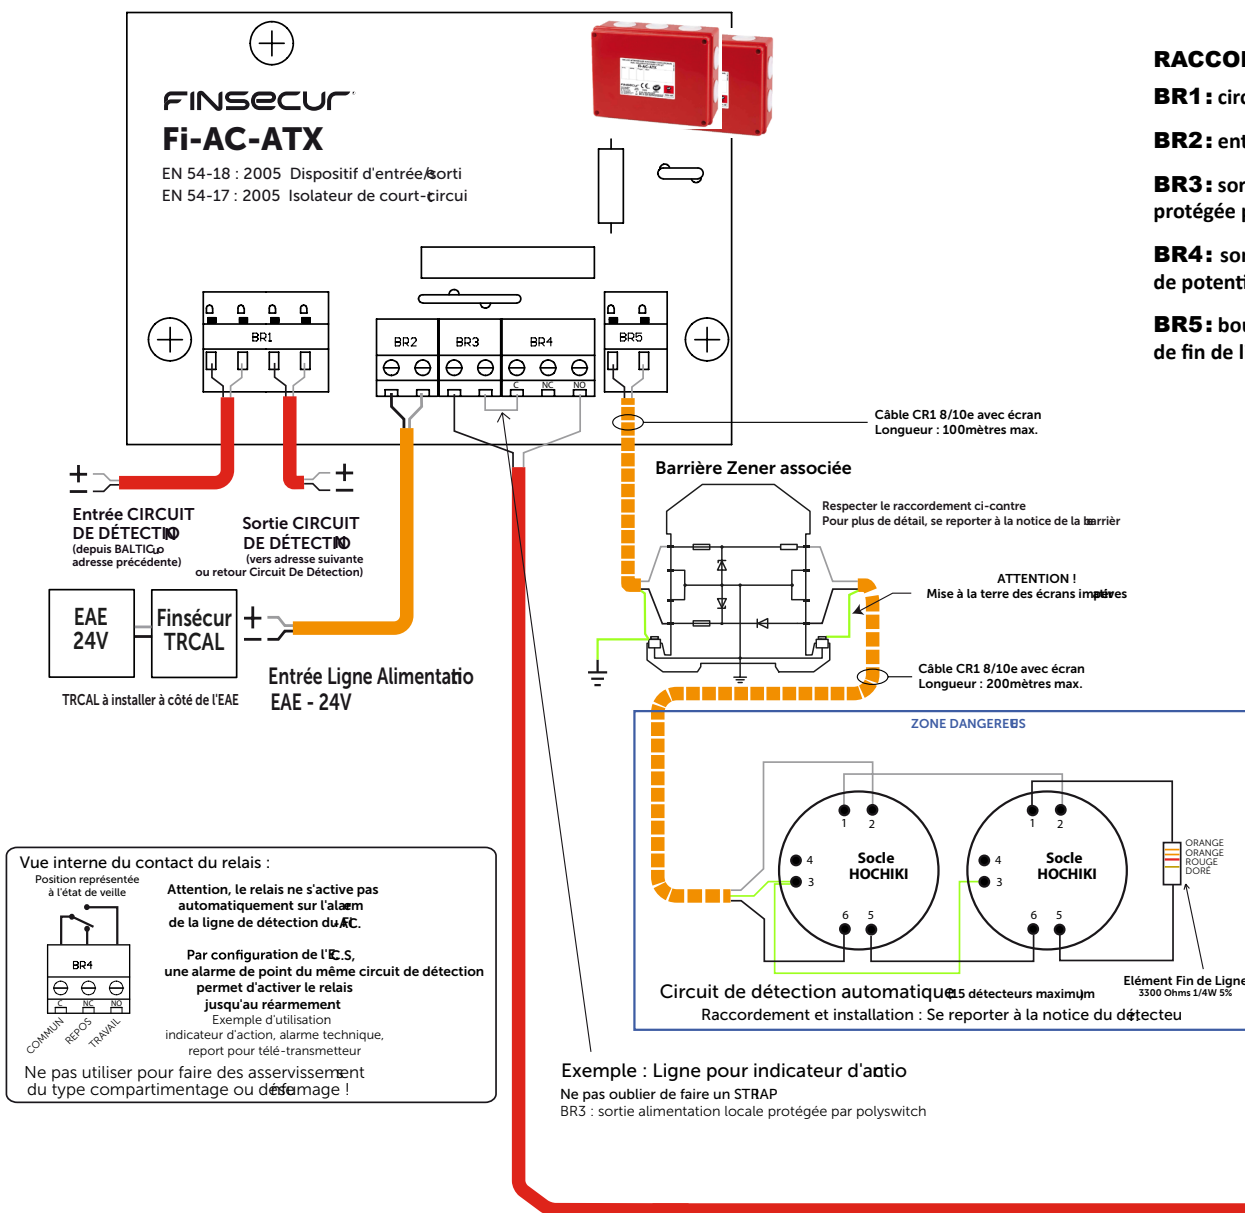 FINSECUR
Fi-AC-ATX
EN 54-18 : 2005 Dispositif d'entrée/sorti
EN 54-17 : 2005 Isolateur de court-circui
RACCO
BR1 : circ
BR2 : ent
BR3 : sor
protégée p
BR4 : sor
de potenti
BR5 : bou
de fin de l
BR1
BR2
BR3
BR4
BR5
C
NC
NO
Câble CR1 8/10e avec écran
Longueur : 100mètres max.
Barrière Zener associée
Respecter le raccordement ci-contre
Pour plus de détail, se reporter à la notice de la barrièr
ATTENTION !
Mise à la terre des écrans
+
−
Entrée CIRCUIT
DE DÉTECTION
(depuis BALTIC
adresse précédente)
+
−
Sortie CIRCUIT
DE DÉTECTION
(vers adresse suivante
ou retour Circuit De Détection)
EAE
24V
Finsécur
TRCAL
+
−
TRCAL à installer à côté de l'EAE
Entrée Ligne Alimentatio
EAE - 24V
Câble CR1 8/10e avec écran
Longueur : 200mètres max.
ZONE DANGEREUS
1
2
4
3
6
5
Socle
HOCHIKI
1
2
4
3
6
5
Socle
HOCHIKI
ORANGE
ORANGE
ROUGE
DORÉ
Elément Fin de Ligne
3300 Ohms 1/4W 5%
Circuit de détection automatique (15 détecteurs maximum)
Raccordement et installation : Se reporter à la notice du détecteu
Vue interne du contact du relais :
Position représentée
à l'état de veille
BR4
C
NC
NO
COMMUN
REPOS
TRAVAIL
Attention, le relais ne s'active pas
automatiquement sur l'alarm
de la ligne de détection du
Par configuration de l'E.C.S,
une alarme de point du même circuit de détection
permet d'activer le relais
jusqu'au réarmement
Exemple d'utilisation
indicateur d'action, alarme technique,
report pour télé-transmetteur
Ne pas utiliser pour faire des asservissement
du type compartimentage ou désenfumage !
Exemple : Ligne pour indicateur d'actio
Ne pas oublier de faire un STRAP
BR3 : sortie alimentation locale protégée par polyswitch